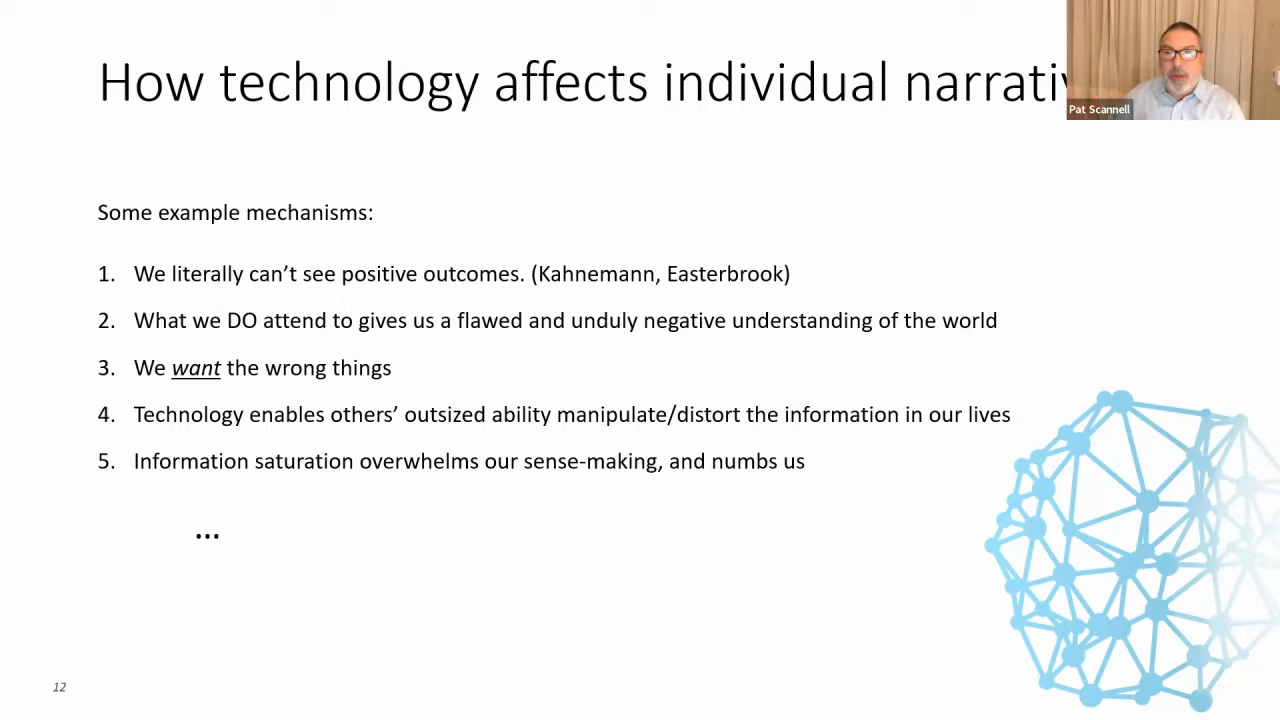 How technology affects individual narrati
Pat Scannell
Some example mechanisms:
1. We literally can't see positive outcomes. (Kahnemann, Easterbrook)
2. What we DO attend to gives us a flawed and unduly negative understanding of the world
3. We want the wrong things
4. Technology enables others' outsized ability manipulate/distort the information in our lives
5. Information saturation overwhelms our sense-making, and numbs us
...
12